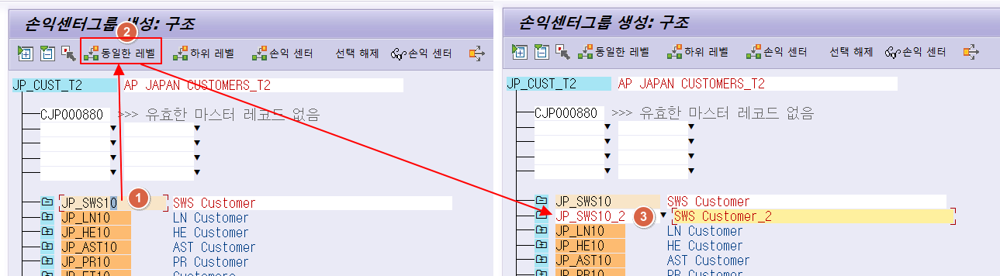 손익센터그룹 생성: 구조
2
동일한 레벨 하위 레벨 손익 센터 선택 해제 손익 센터
JP_CUST_T2 AP JAPAN CUSTOMERS_T2
CJP000880 >>> 유효한 마스터 레코드 없음
JP_SWS10 1 SWS Customer
JP_LN10 LN Customer
JP_HE10 HE Customer
JP_AST10 AST Customer
JP_PR10 PR Customer
손익센터그룹 생성: 구조
동일한 레벨 하위 레벨 손익 센터 선택 해제 손익 센터
JP_CUST_T2 AP JAPAN CUSTOMERS_T2
CJP000880 >>> 유효한 마스터 레코드 없음
JP_SWS10 SWS Customer
JP_SWS10_2 3 SWS Customer_2
JP_LN10 LN Customer
JP_HE10 HE Customer
JP_AST10 AST Customer
JP_PR10 PR Customer